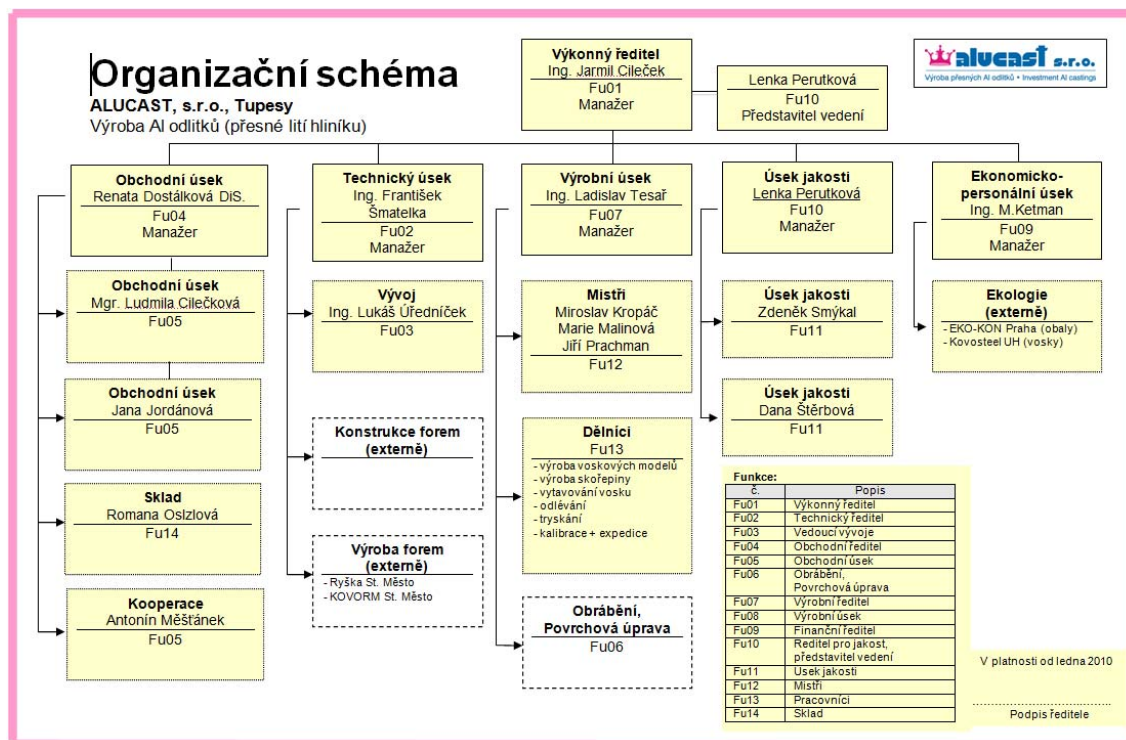 Organizační schéma
ALUCAST, s.r.o., Tupesy
Výroba Al odlitků (přesné lití hliníku)
Výkonný ředitel
Ing. Jarmil Cileček
Fu01
Manažer
Lenka Perutková
Fu10
Představitel vedení
alucast s.r.o.
Výroba přesných Al odlitků • Investment Al castings
Obchodní úsek
Renata Dostálková DiS.
Fu04
Manažer
Obchodní úsek
Mgr. Ludmila Cilečková
Fu05
Obchodní úsek
Jana Jordánová
Fu05
Sklad
Romana Oslzlová
Fu14
Kooperace
Antonín Měšťánek
Fu05
Technický úsek
Ing. František
Šmatelka
Fu02
Manažer
Vývoj
Ing. Lukáš Úředníček
Fu03
Konstrukce forem
(externě)
Výroba forem
(externě)
- Ryška St. Město
- KOVORM St. Město
Výrobní úsek
Ing. Ladislav Tesař
Fu07
Manažer
Mistři
Miroslav Kropáč
Marie Malinová
Jiří Prachman
Fu12
Dělníci
Fu13
- výroba voskových modelů
- výroba skořepiny
- vytavování vosku
- odlévání
- tryskání
- kalibrace + expedice
Obrábění,
Povrchová úprava
Fu06
Úsek jakosti
Lenka Perutková
Fu10
Manažer
Úsek jakosti
Zdeněk Smýkal
Fu11
Úsek jakosti
Dana Štěrbová
Fu11
Ekonomicko-
personální úsek
Ing. M.Ketman
Fu09
Manažer
Ekologie
(externě)
- EKO-KON Praha (obaly)
- Kovosteel UH (vosky)
Funkce:
č. Popis
Fu01 Výkonný ředitel
Fu02 Technický ředitel
Fu03 Vedoucí vývoje
Fu04 Obchodní ředitel
Fu05 Obchodní úsek
Fu06 Obrábění,
Povrchová úprava
Fu07 Výrobní ředitel
Fu08 Výrobní úsek
Fu09 Finanční ředitel
Fu10 Ředitel pro jakost,
představitel vedení
Fu11 Úsek jakosti
Fu12 Mistři
Fu13 Pracovníci
Fu14 Sklad
V platnosti od ledna 2010
Podpis ředitele